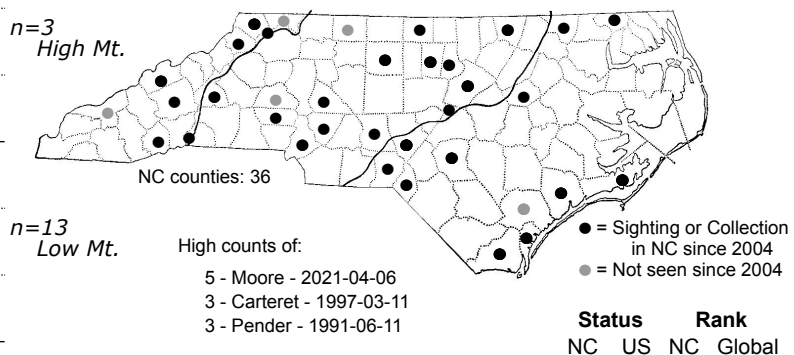 n=3
High Mt.
NC counties: 36
n=13
Low Mt.
High counts of:
5 - Moore - 2021-04-06
3 - Carteret - 1997-03-11
3 - Pender - 1991-06-11
= Sighting or Collection
in NC since 2004
= Not seen since 2004
Status Rank
NC US NC Global